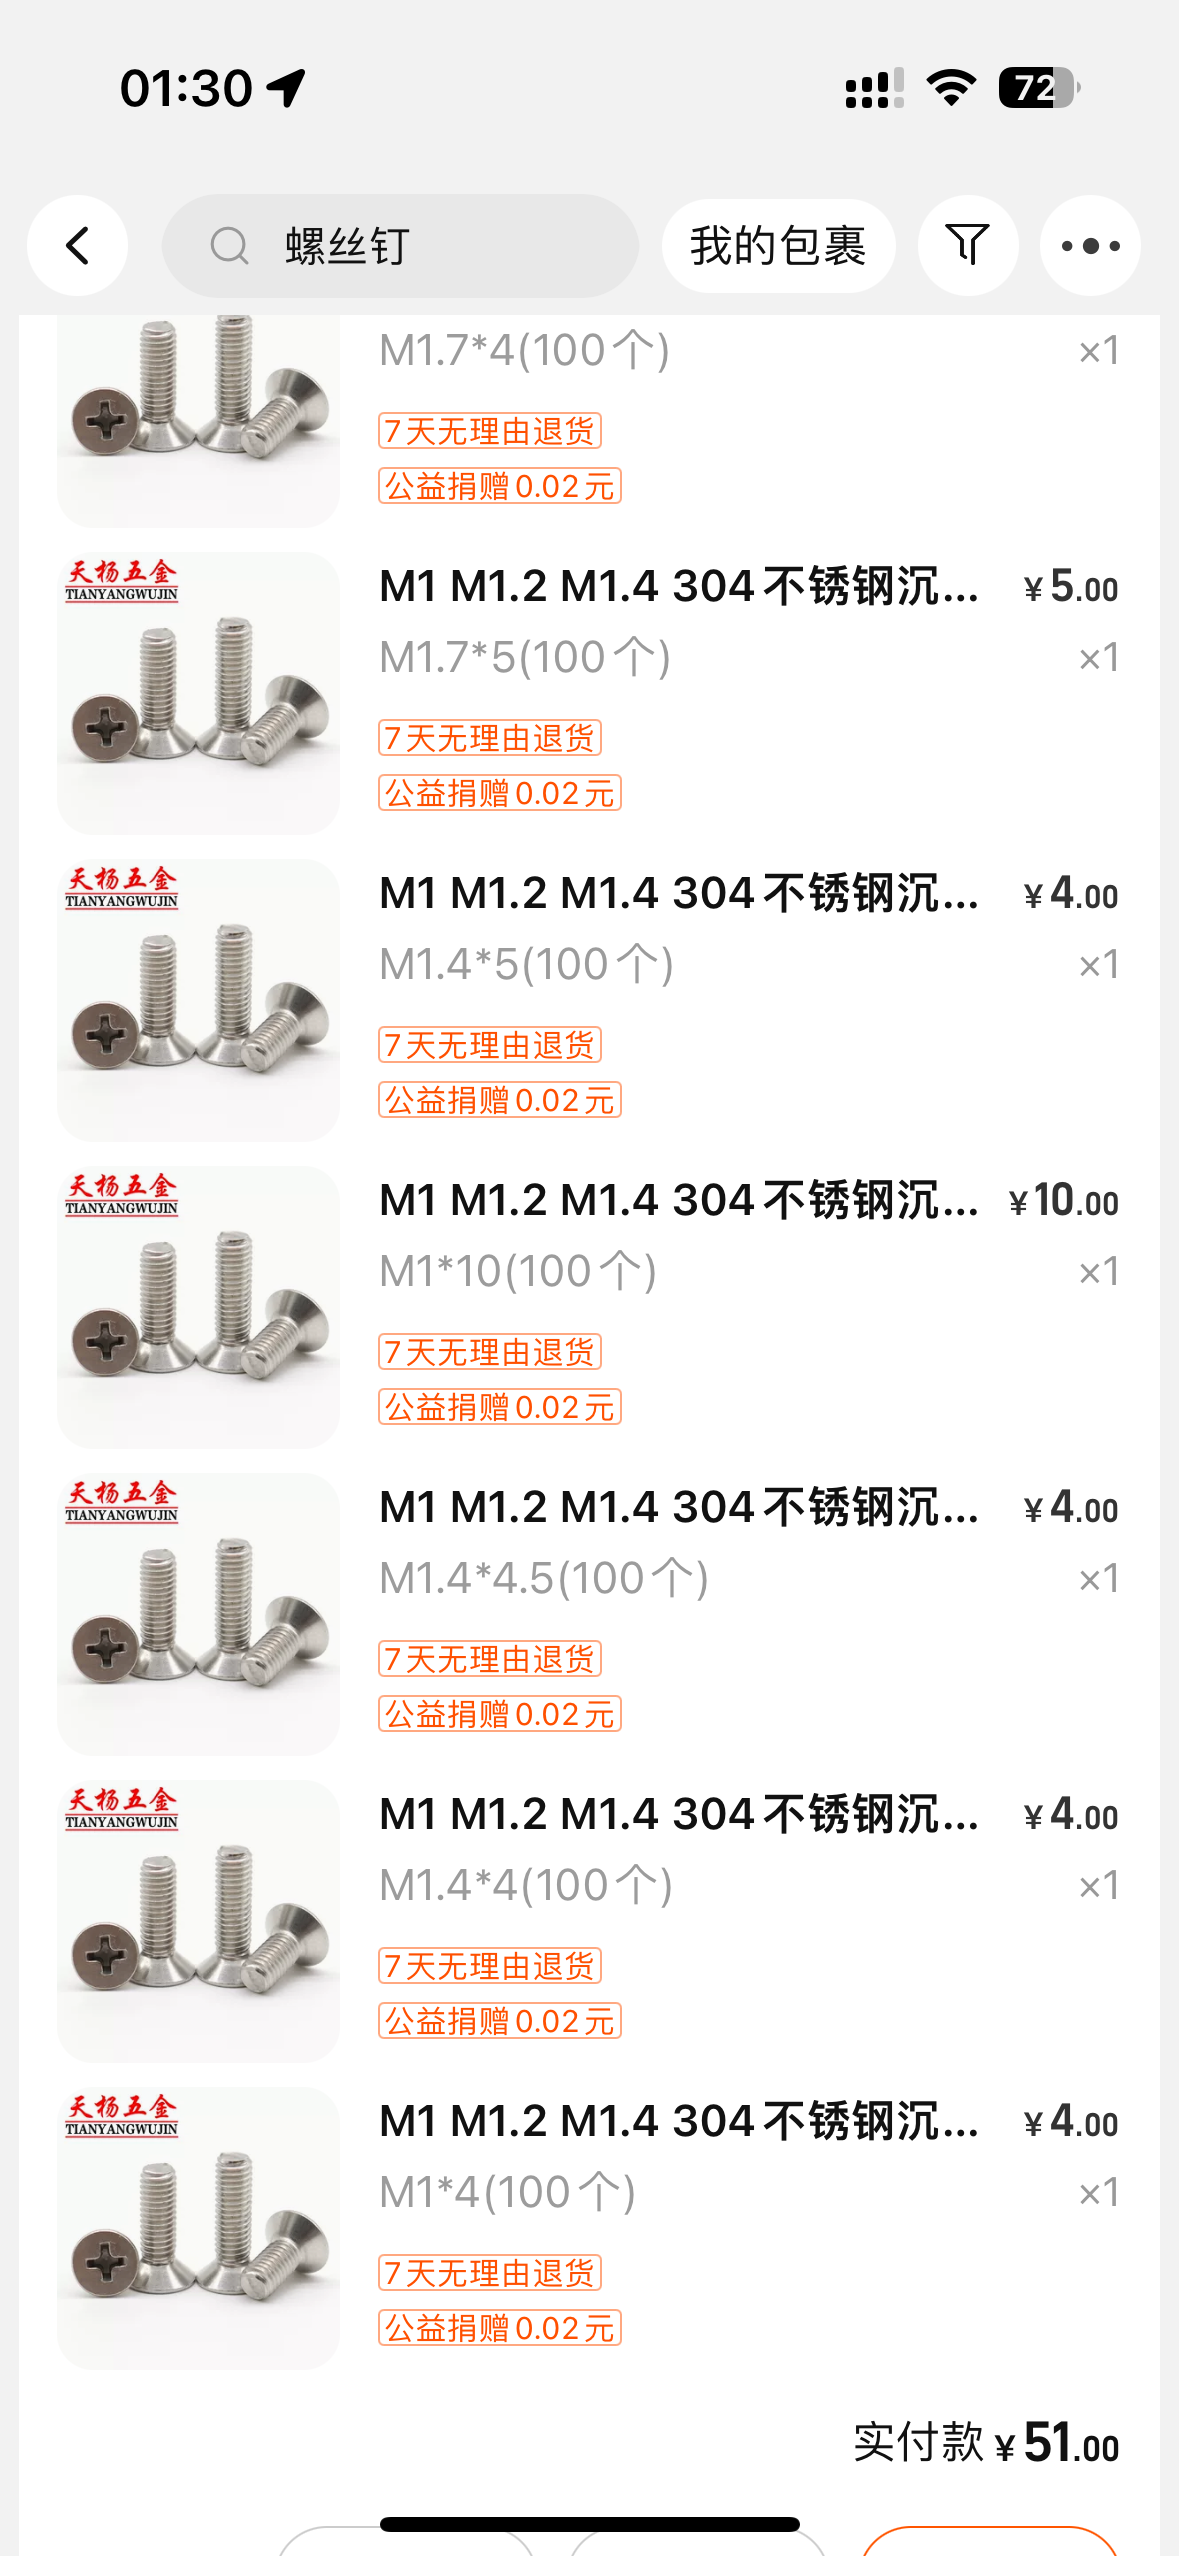 01:30
72
螺丝钉
我的包裹
M1.7*4(100个) ×1
7天无理由退货
公益捐赠0.02元
天杨五金
TIANYANGWUJIN
M1 M1.2 M1.4 304不锈钢沉... ¥5.00
M1.7*5(100个) ×1
7天无理由退货
公益捐赠0.02元
天杨五金
TIANYANGWUJIN
M1 M1.2 M1.4 304不锈钢沉... ¥4.00
M1.4*5(100个) ×1
7天无理由退货
公益捐赠0.02元
天杨五金
TIANYANGWUJIN
M1 M1.2 M1.4 304不锈钢沉... ¥10.00
M1*10(100个) ×1
7天无理由退货
公益捐赠0.02元
天杨五金
TIANYANGWUJIN
M1 M1.2 M1.4 304不锈钢沉... ¥4.00
M1.4*4.5(100个) ×1
7天无理由退货
公益捐赠0.02元
天杨五金
TIANYANGWUJIN
M1 M1.2 M1.4 304不锈钢沉... ¥4.00
M1.4*4(100个) ×1
7天无理由退货
公益捐赠0.02元
天杨五金
TIANYANGWUJIN
M1 M1.2 M1.4 304不锈钢沉... ¥4.00
M1*4(100个) ×1
7天无理由退货
公益捐赠0.02元
实付款 ¥51.00